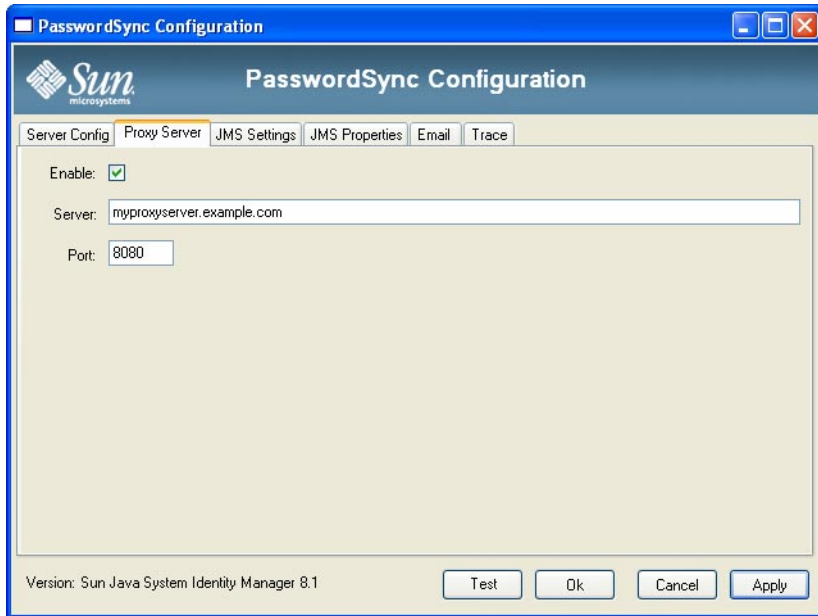 PasswordSync Configuration
Sun
microsystems
PasswordSync Configuration
Server Config Proxy Server JMS Settings JMS Properties Email Trace
Enable:
Server: myproxyserver.example.com
Port: 8080
Version: Sun Java System Identity Manager 8.1
Test Ok Cancel Apply